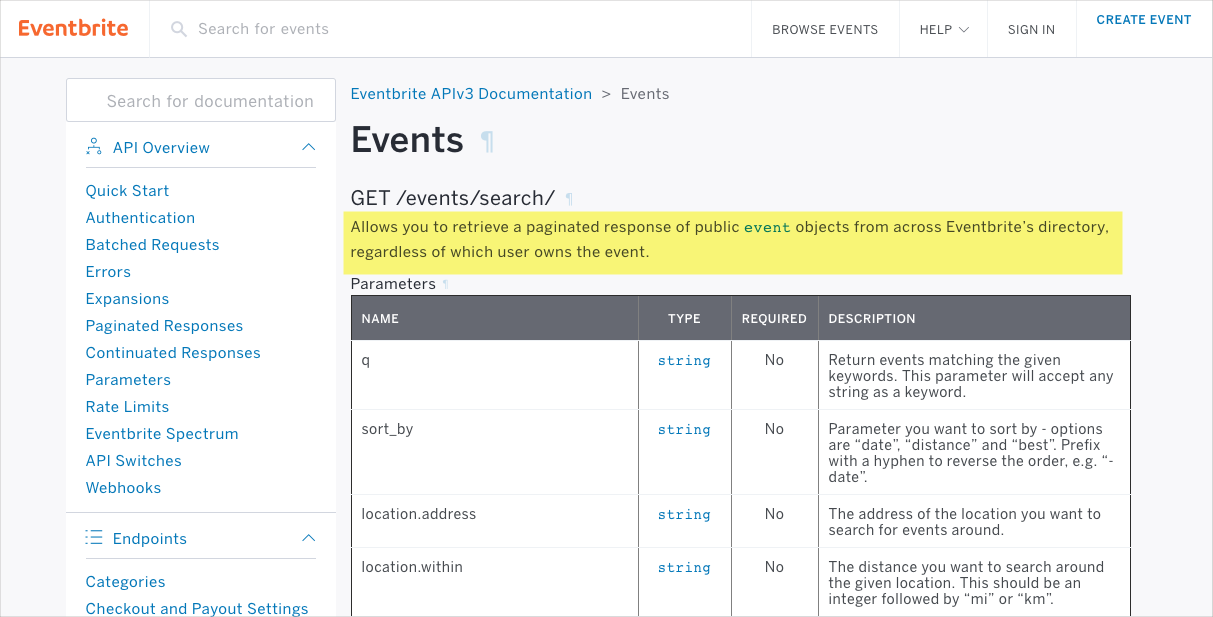 Eventbrite
Search for events
BROWSE EVENTS
HELP
SIGN IN
CREATE EVENT
Search for documentation
API Overview
Quick Start
Authentication
Batched Requests
Errors
Expansions
Paginated Responses
Continuated Responses
Parameters
Rate Limits
Eventbrite Spectrum
API Switches
Webhooks
Endpoints
Categories
Checkout and Payout Settings
Eventbrite APIv3 Documentation > Events
Events ¶
GET /events/search/ ¶
Allows you to retrieve a paginated response of public event objects from across Eventbrite’s directory,
regardless of which user owns the event.
Parameters ¶
NAME TYPE REQUIRED DESCRIPTION
q string No Return events matching the given
keywords. This parameter will accept any
string as a keyword.
sort_by string No Parameter you want to sort by - options
are “date”, “distance” and “best”. Prefix
with a hyphen to reverse the order, e.g. “-
date”.
location.address string No The address of the location you want to
search for events around.
location.within string No The distance you want to search around
the given location. This should be an
integer followed by “mi” or “km”.